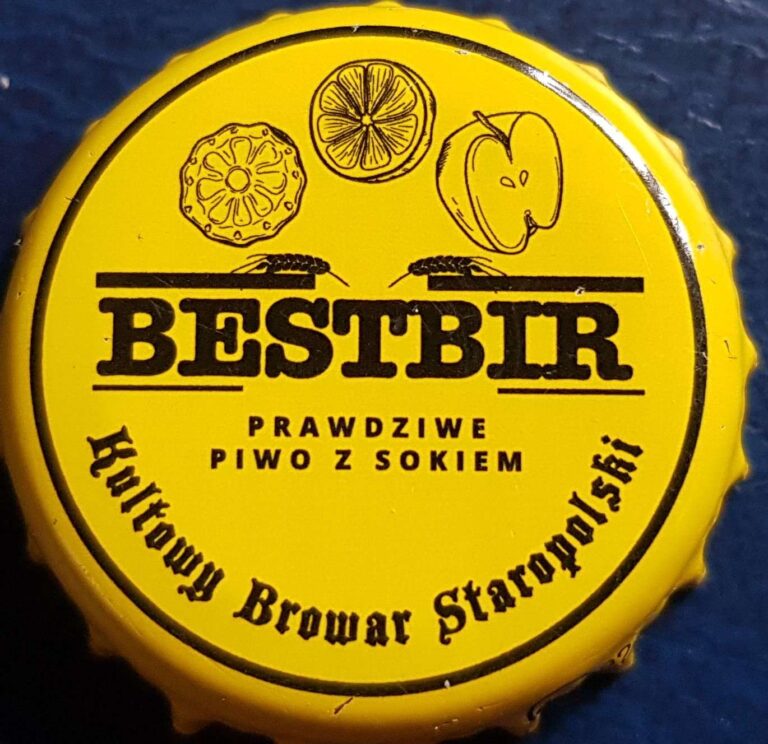 BESTBIR
PRAWDZIWE
PIWO Z SOKIEM
Kultowy Browar Staropolski